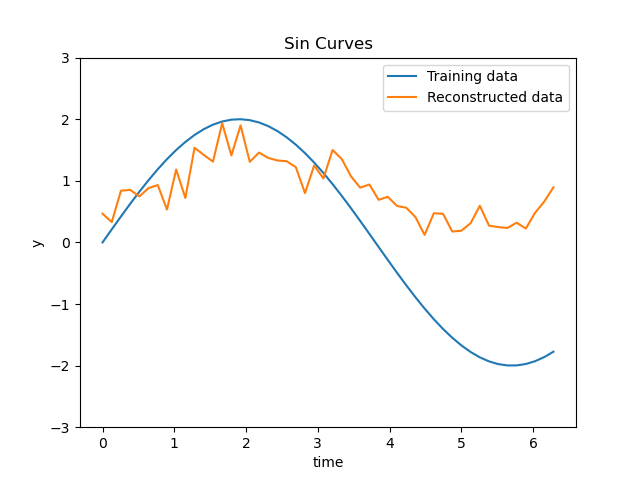 Sin Curves
Training data
Reconstructed data
3
2
1
0
−1
−2
−3
y
0 1 2 3 4 5 6
time